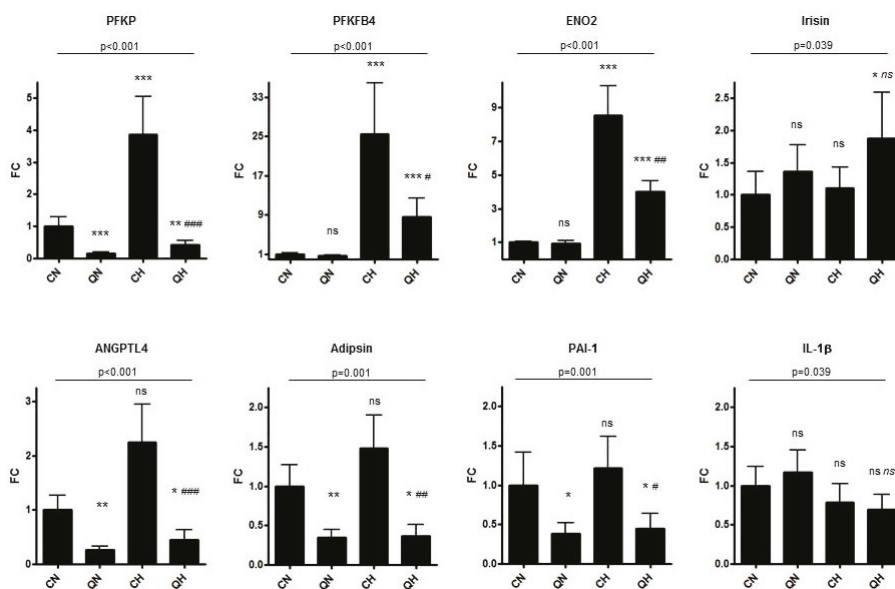 PFKP
p<0.001
***
5
4
3
2
1
0
FC
***
** ###
CN
QN
CH
QH
PFKFB4
p<0.001
***
33
25
17
9
1
FC
ns
*** #
CN
QN
CH
QH
ENO2
p<0.001
***
9
7
5
3
1
FC
ns
*** ##
CN
QN
CH
QH
Irisin
p=0.039
* ns
2.5
2.0
1.5
1.0
0.5
0.0
FC
ns
ns
CN
QN
CH
QH
ANGPTL4
p<0.001
ns
3
2
1
0
FC
**
* ###
CN
QN
CH
QH
Adipsin
p=0.001
ns
2.0
1.5
1.0
0.5
0.0
FC
**
* ##
CN
QN
CH
QH
PAI-1
p=0.001
ns
2.0
1.5
1.0
0.5
0.0
FC
*
* #
CN
QN
CH
QH
IL-1β
p=0.039
ns
2.0
1.5
1.0
0.5
0.0
FC
ns
ns ns
CN
QN
CH
QH